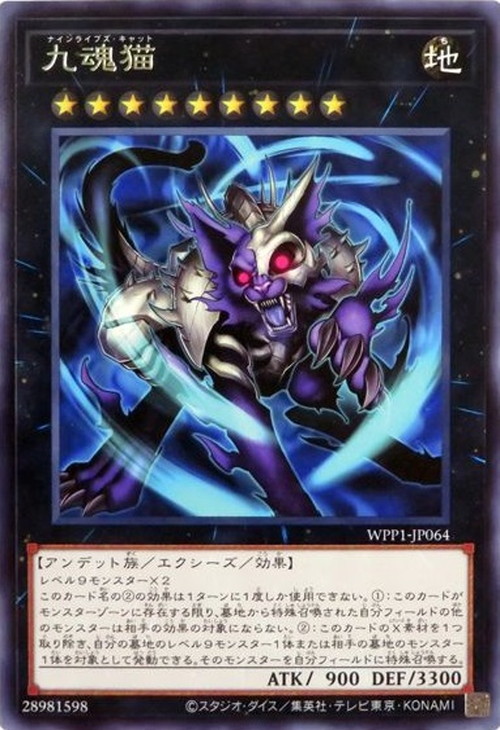 ナインライブズ・キャット
九魂猫
ち
地
WPP1-JP064
【アンデット族／エクシーズ／効果】
レベル９モンスター×２
このカード名の②の効果は１ターンに１度しか使用できない。①：このカードが
モンスターゾーンに存在する限り、墓地から特殊召喚された自分フィールドの他
のモンスターは相手の効果の対象にならない。②：このカードのＸ素材を１つ
取り除き、自分の墓地のレベル９モンスター１体または相手の墓地のモンスター
１体を対象として発動できる。そのモンスターを自分フィールドに特殊召喚する。
ATK/ 900 DEF/3300
28981598
©スタジオ・ダイス／集英社・テレビ東京・KONAMI